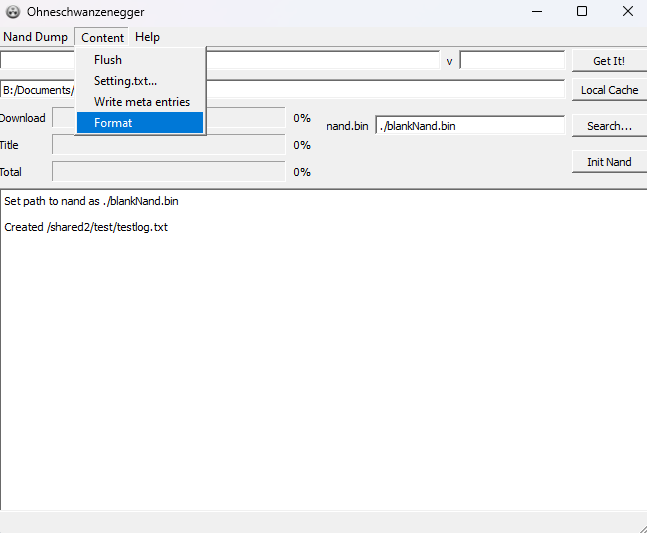 Ohneschwanzenegger
Nand Dump Content Help
Flush
Setting.txt...
Write meta entries
Format
v
Get It!
B:/Documents/
Local Cache
Download 0%
nand.bin ./blankNand.bin
Search...
Title 0%
Init Nand
Total 0%
Set path to nand as ./blankNand.bin
Created /shared2/test/testlog.txt